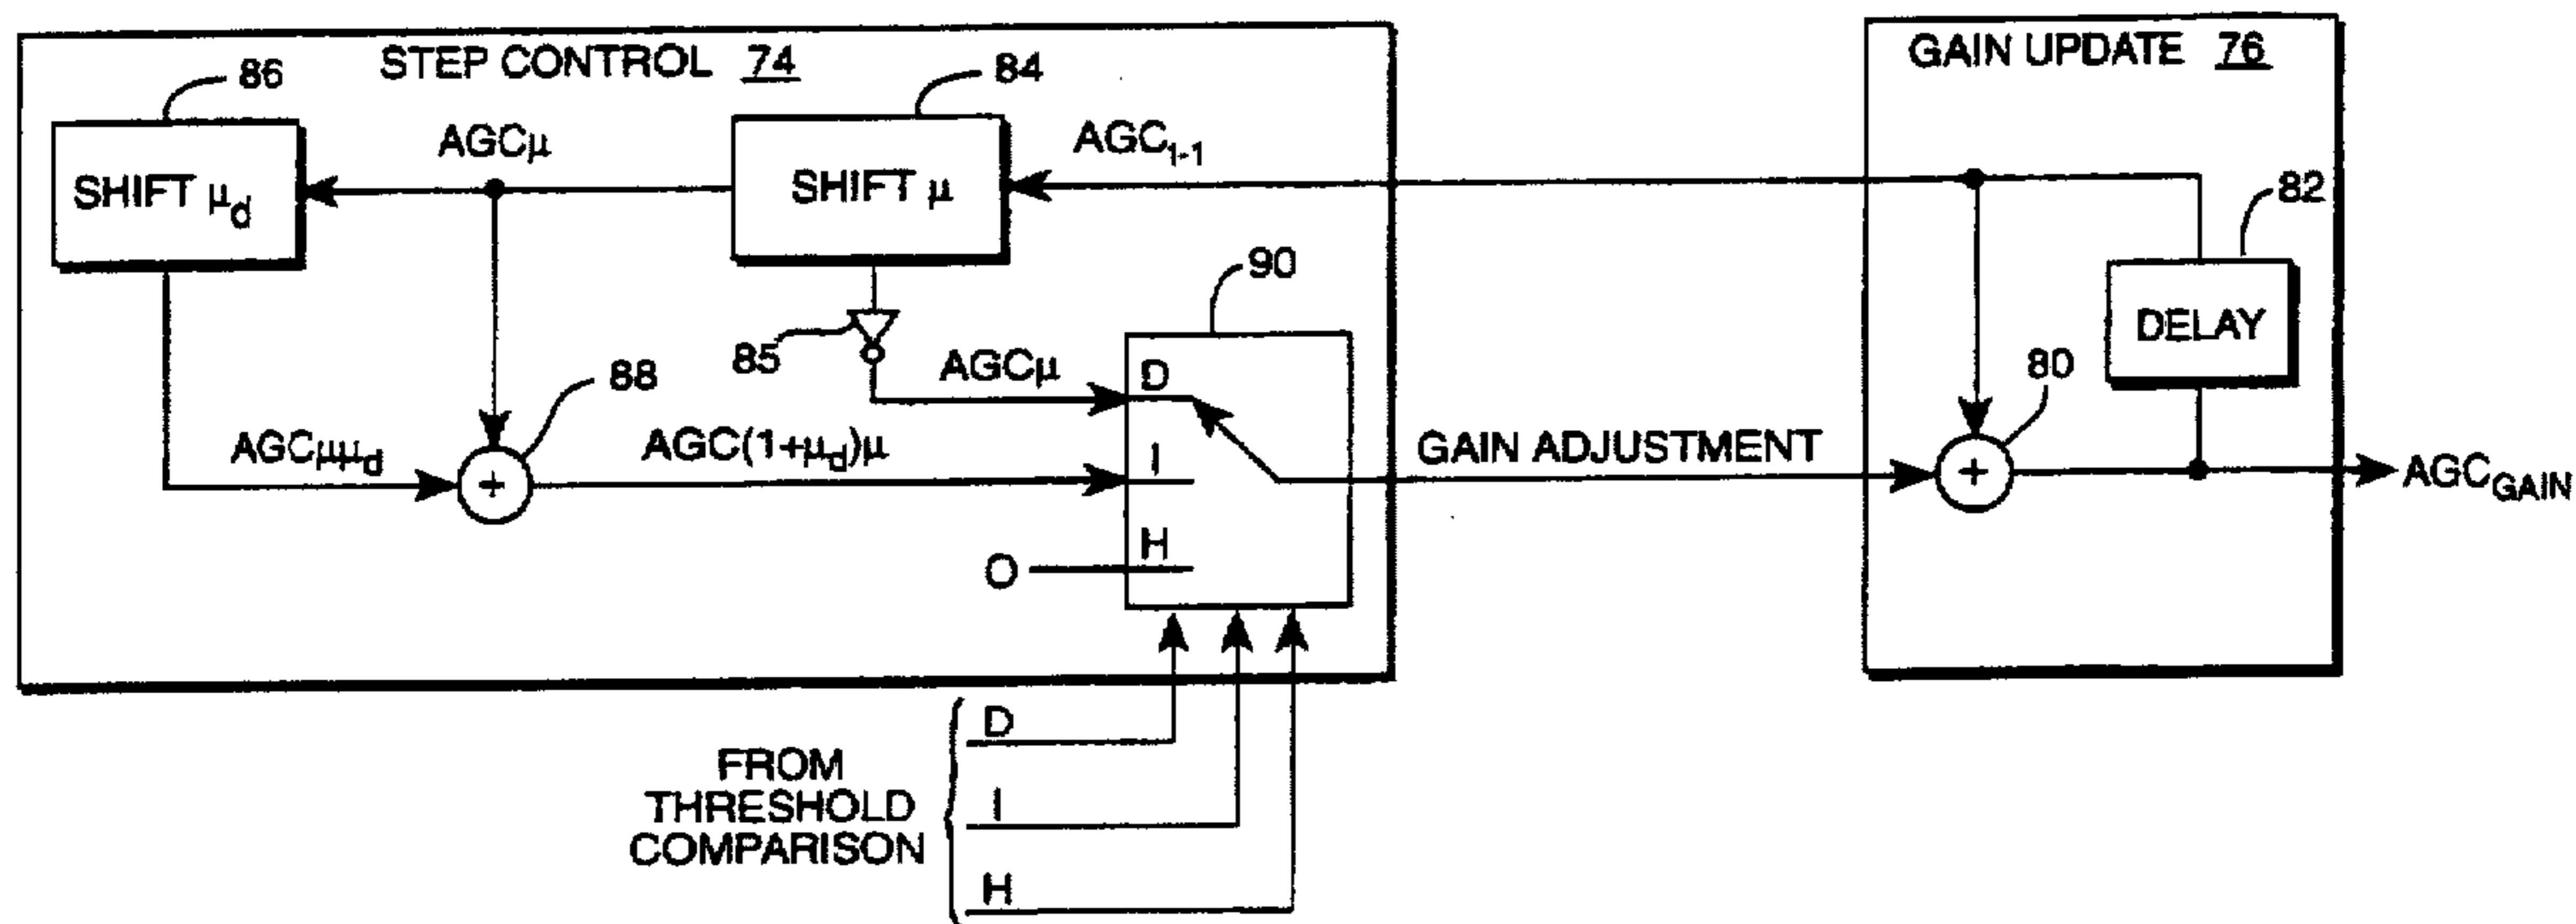 STEP CONTROL 74
GAIN UPDATE 76
86
84
AGCμ
AGC1-1
SHIFT μd
SHIFT μ
82
DELAY
90
85
AGCμ
D
88
80
AGCμμd
AGC(1+μd)μ
I
GAIN ADJUSTMENT
+
+
AGCGAIN
H
O
FROM
THRESHOLD
COMPARISON
D
I
H